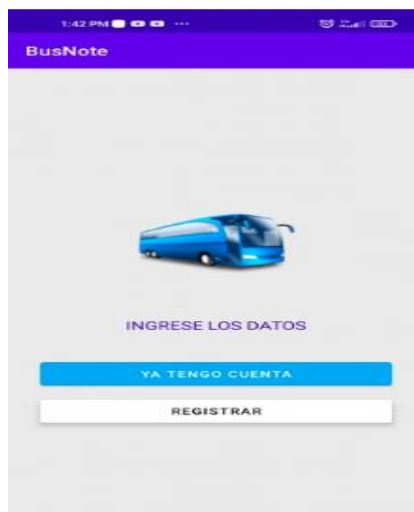 1:42 PM
BusNote
INGRESE LOS DATOS
YA TENGO CUENTA
REGISTRAR